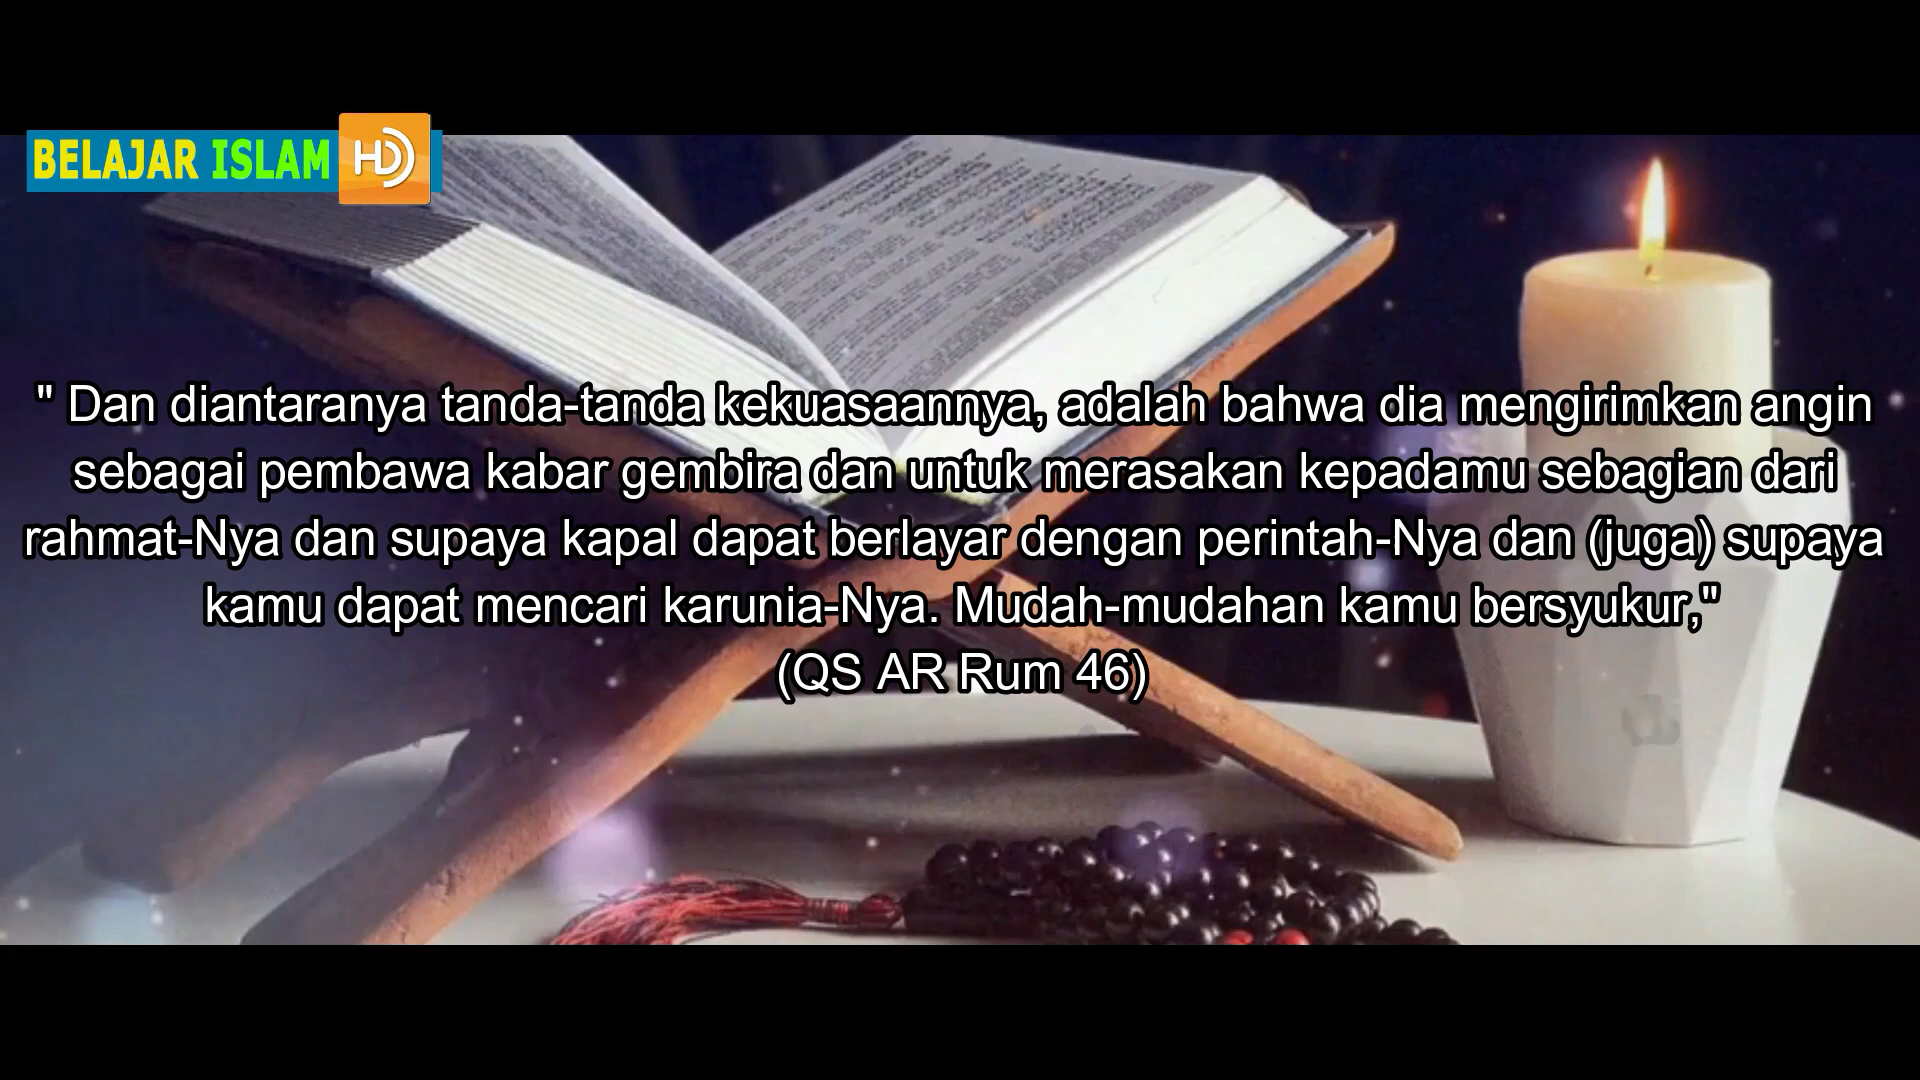 BELAJAR ISLAM HD
" Dan diantaranya tanda-tanda kekuasaannya, adalah bahwa dia mengirimkan angin
sebagai pembawa kabar gembira dan untuk merasakan kepadamu sebagian dari
rahmat-Nya dan supaya kapal dapat berlayar dengan perintah-Nya dan (juga) supaya
kamu dapat mencari karunia-Nya. Mudah-mudahan kamu bersyukur,"
(QS AR Rum 46)